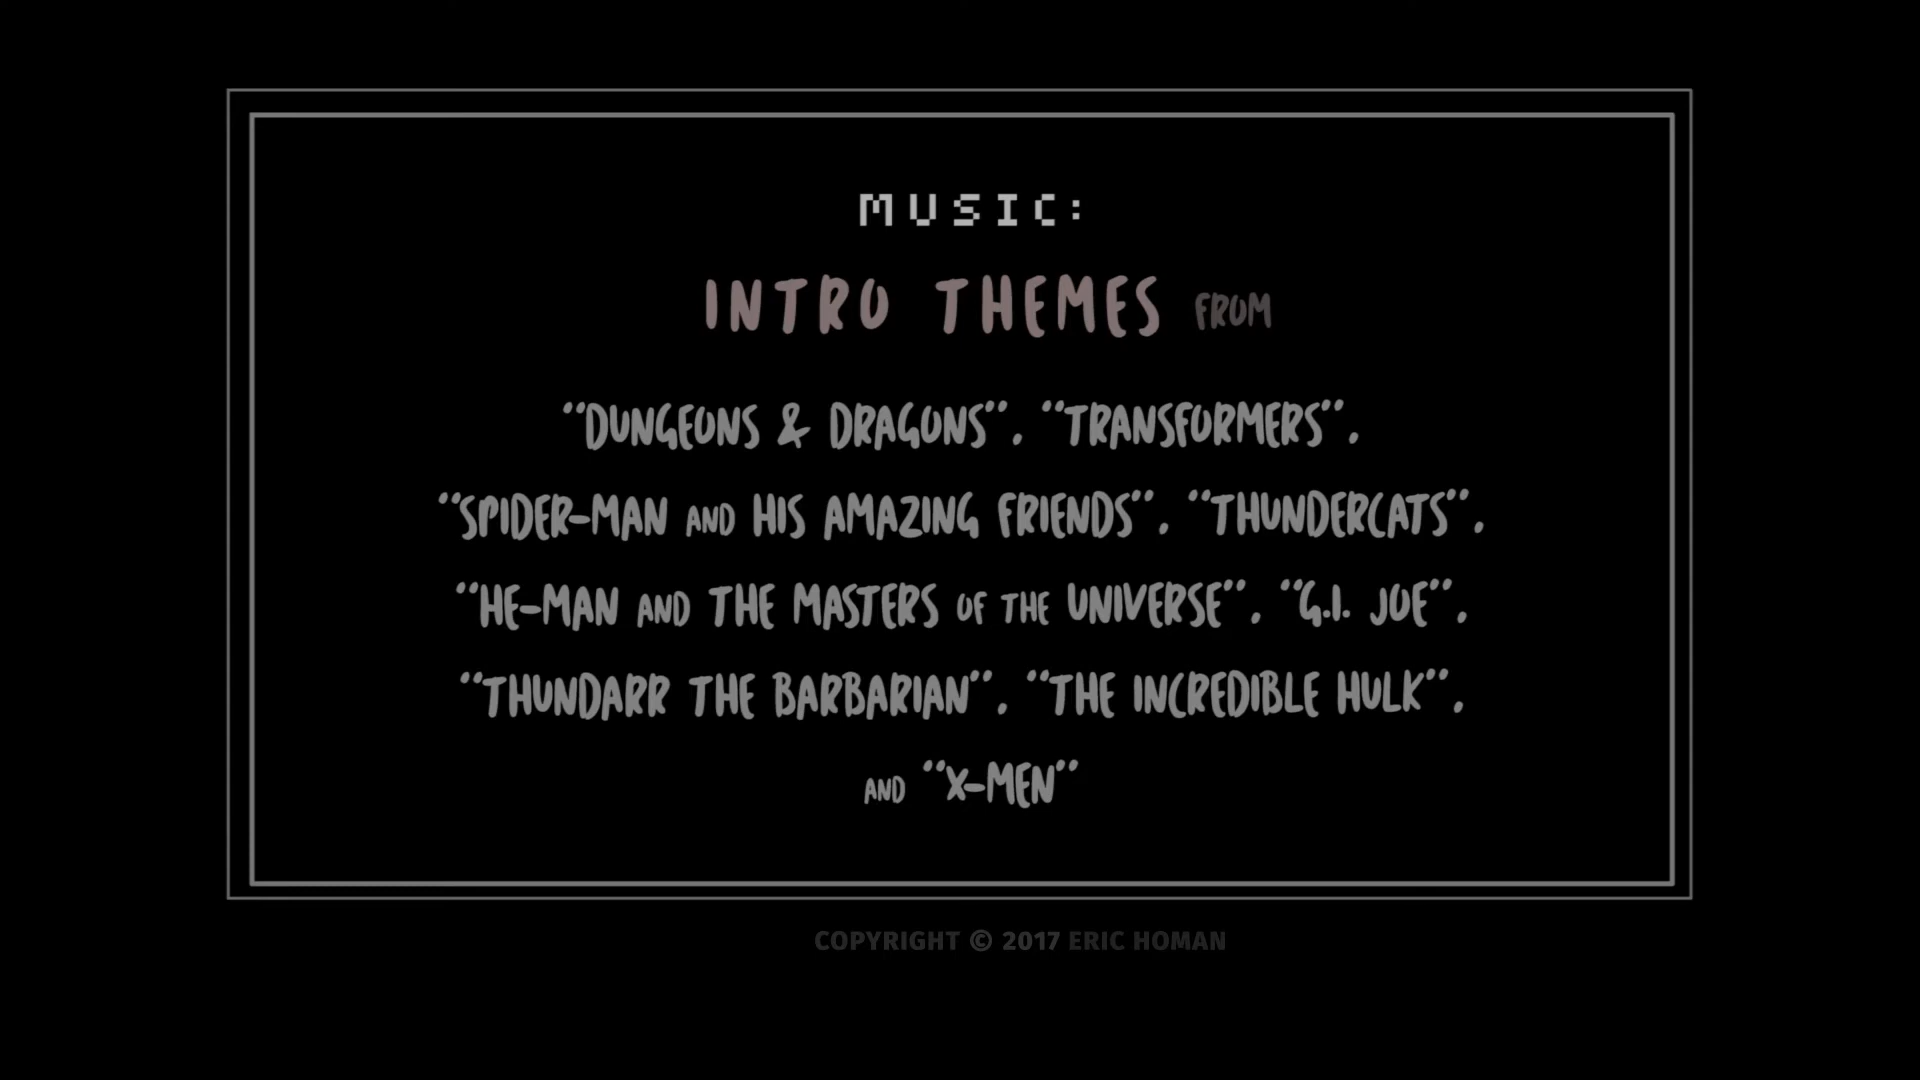 MUSIC:
INTRO THEMES FROM
"DUNGEONS & DRAGONS", "TRANSFORMERS",
"SPIDER-MAN AND HIS AMAZING FRIENDS", "THUNDERCATS",
"HE-MAN AND THE MASTERS OF THE UNIVERSE", "G.I. JOE",
"THUNDARR THE BARBARIAN", "THE INCREDIBLE HULK",
AND "X-MEN"
COPYRIGHT © 2017 ERIC HOMAN